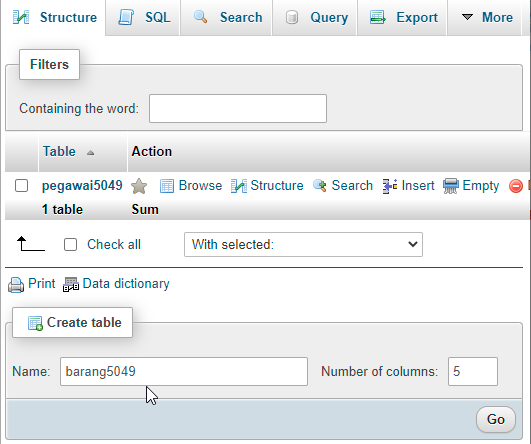 Structure SQL Search Query Export More
Filters
Containing the word:
Table Action
pegawai5049 Browse Structure Search Insert Empty
1 table Sum
Check all With selected:
Print Data dictionary
Create table
Name: barang5049 Number of columns: 5
Go